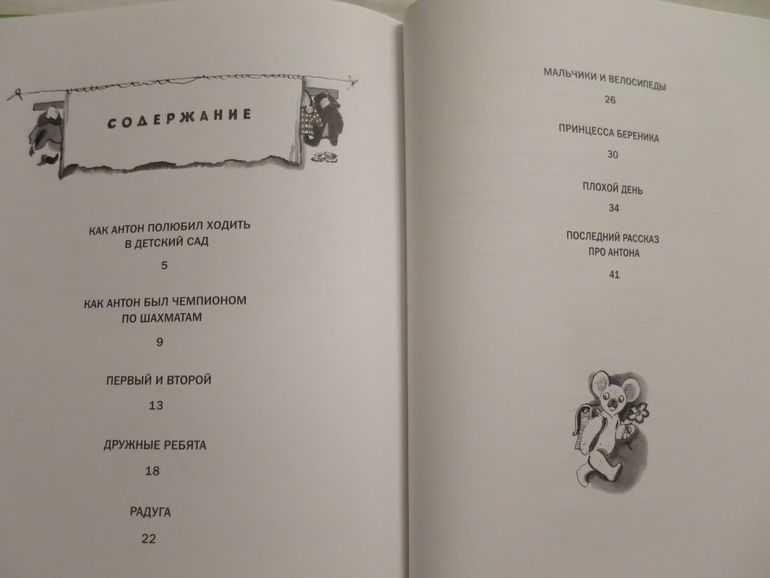 СОДЕРЖАНИЕ
КАК АНТОН ПОЛЮБИЛ ХОДИТЬ
В ДЕТСКИЙ САД
5
КАК АНТОН БЫЛ ЧЕМПИОНОМ
ПО ШАХМАТАМ
9
ПЕРВЫЙ И ВТОРОЙ
13
ДРУЖНЫЕ РЕБЯТА
18
РАДУГА
22
МАЛЬЧИКИ И ВЕЛОСИПЕДЫ
26
ПРИНЦЕССА БЕРЕНИКА
30
ПЛОХОЙ ДЕНЬ
34
ПОСЛЕДНИЙ РАССКАЗ
ПРО АНТОНА
41